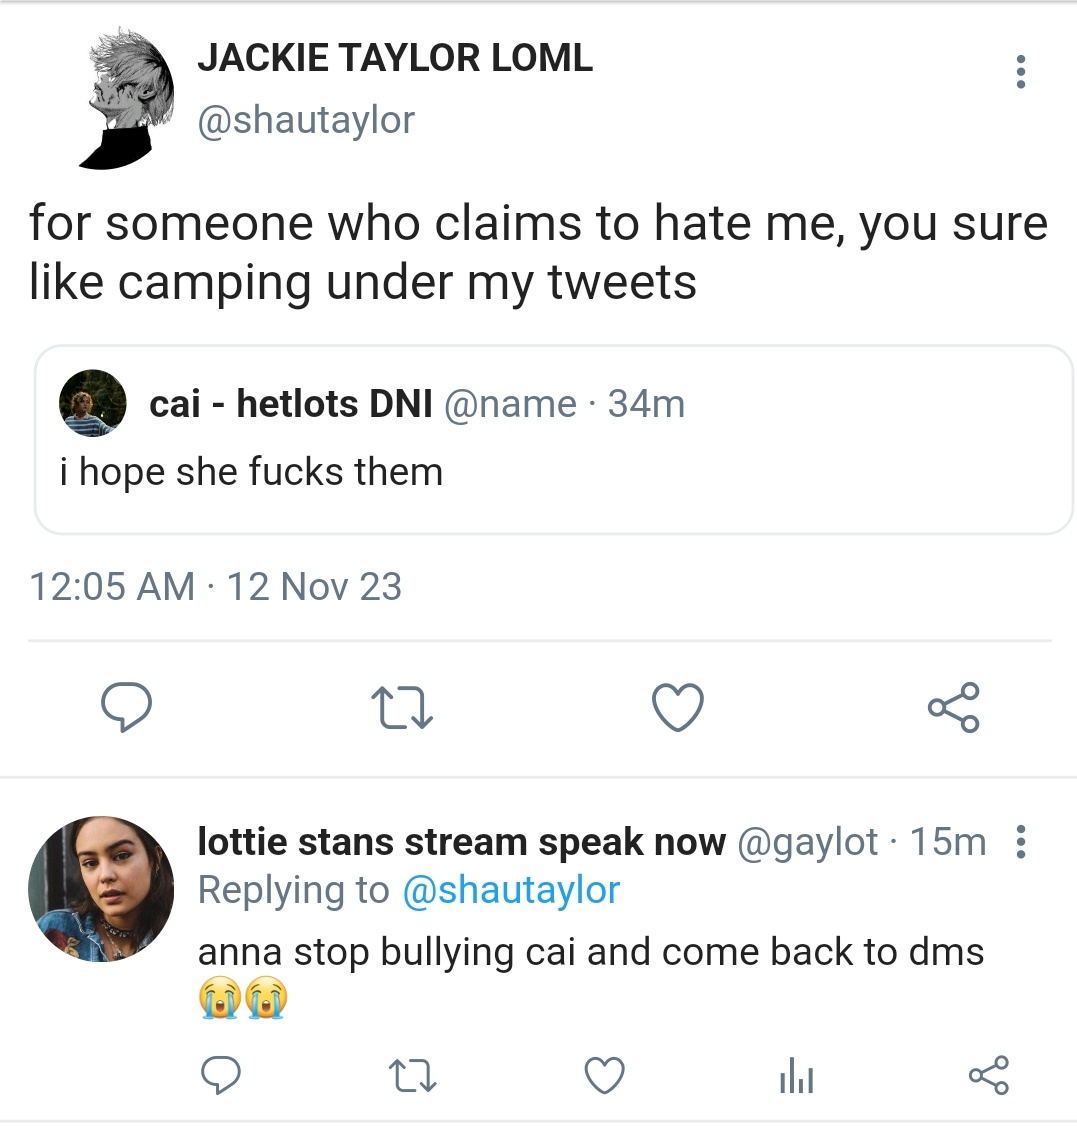 JACKIE TAYLOR LOML
@shautaylor
for someone who claims to hate me, you sure
like camping under my tweets
cai - hetlots DNI @name · 34m
i hope she fucks them
12:05 AM · 12 Nov 23
lottie stans stream speak now @gaylot · 15m
Replying to @shautaylor
anna stop bullying cai and come back to dms
😭😭